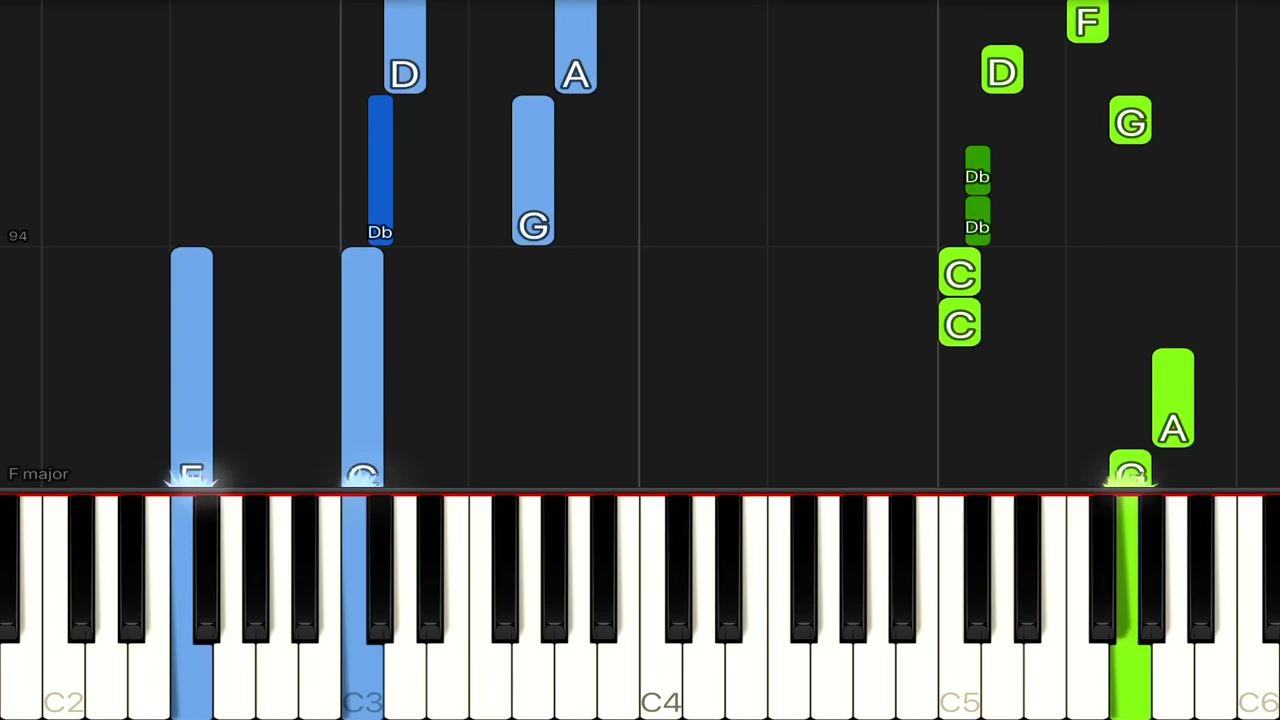 F
D A D
G
Db
Db
94 Db G
C
C
A
F major F C G
C2 C3 C4 C5 C6